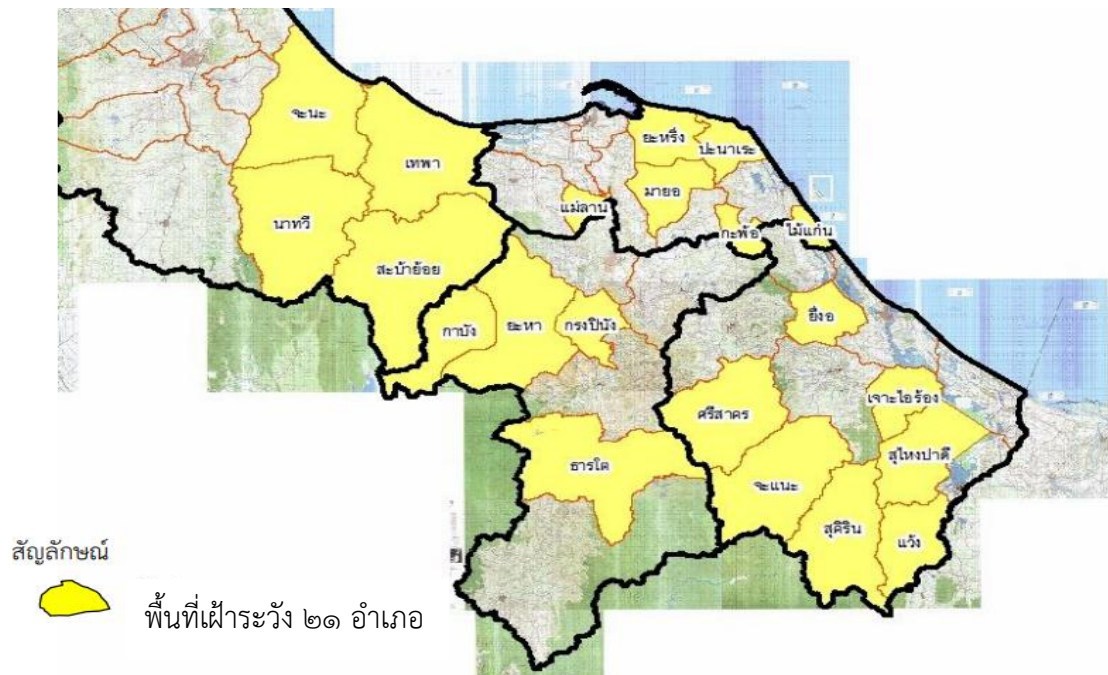 จะนะ
เทพา
นาทวี
สะบ้าย้อย
ยะหริ่ง
ปะนาเระ
มายอ
แม่ลาน
กะพ้อ
ไม้แก่น
กาบัง
ยะหา
กรงปินัง
ยี่งอ
ศรีสาคร
เจาะไอร้อง
สุไหงปาดี
ธารโต
จะแนะ
สุคิริน
แว้ง
สัญลักษณ์
พื้นที่เฝ้าระวัง ๒๑ อำเภอ